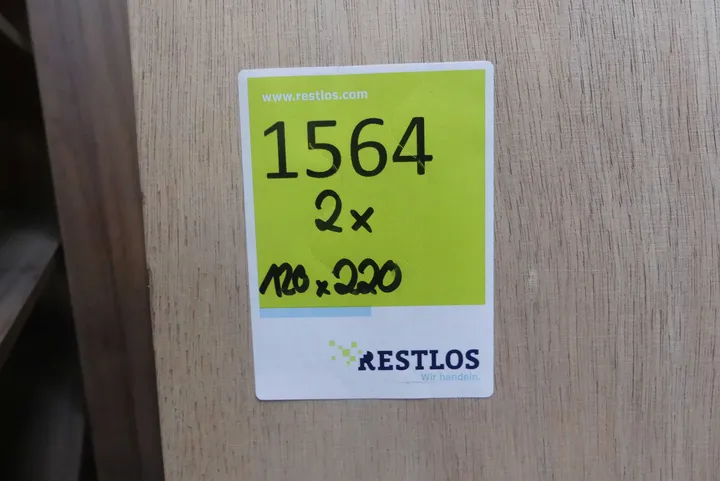 www.restlos.com
1564
2x
120x220
RESTLOS
Wir handeln.